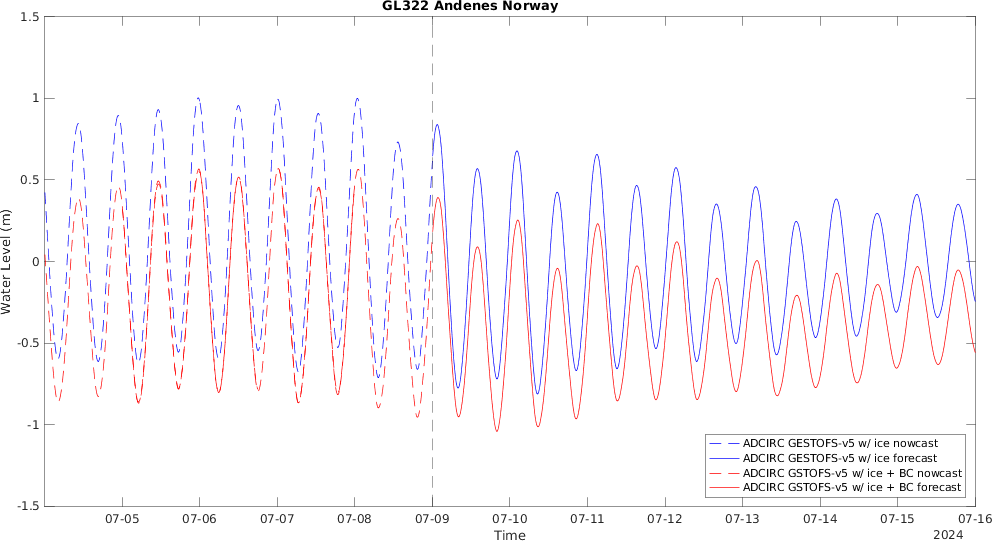 GL322 Andenes Norway
1.5
1
0.5
0
-0.5
-1
-1.5
Water Level (m)
ADCIRC GESTOFS-v5 w/ ice nowcast
ADCIRC GESTOFS-v5 w/ ice forecast
ADCIRC GSTOFS-v5 w/ ice + BC nowcast
ADCIRC GSTOFS-v5 w/ ice + BC forecast
07-05 07-06 07-07 07-08 07-09 07-10 07-11 07-12 07-13 07-14 07-15 07-16
Time
2024